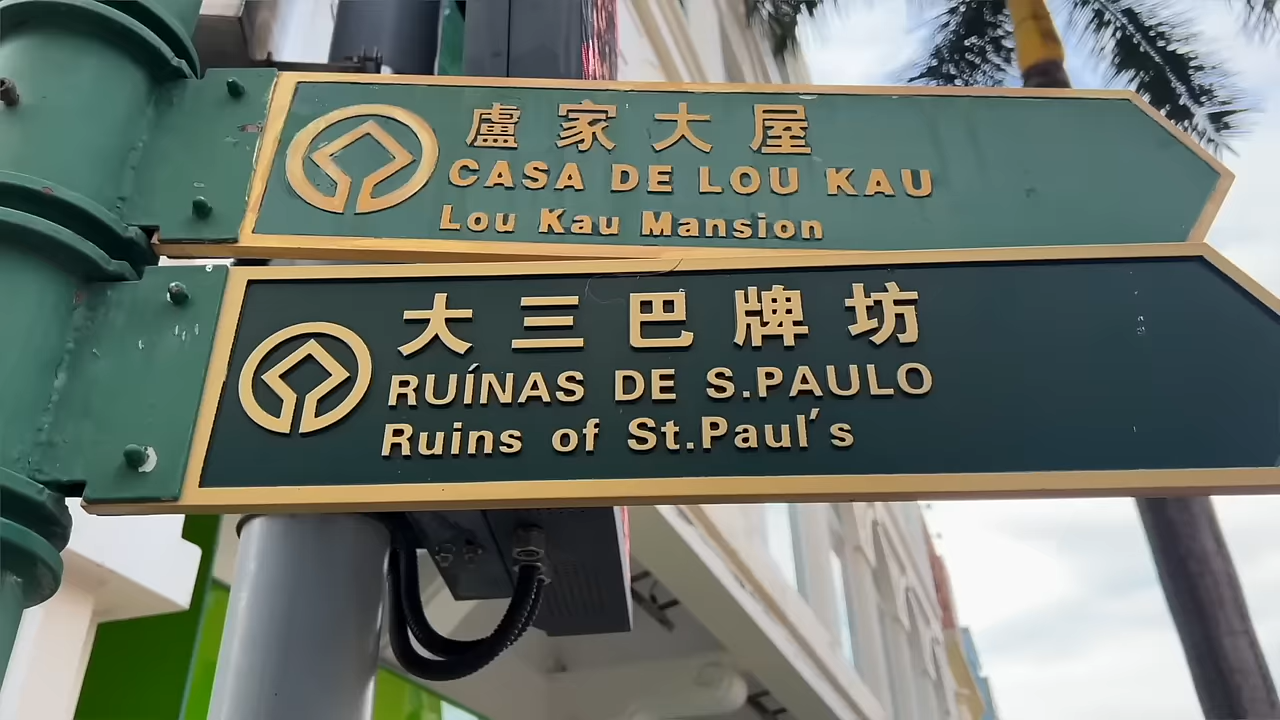 盧家大屋
CASA DE LOU KAU
Lou Kau Mansion
大三巴牌坊
RUÍNAS DE S.PAULO
Ruins of St.Paul's